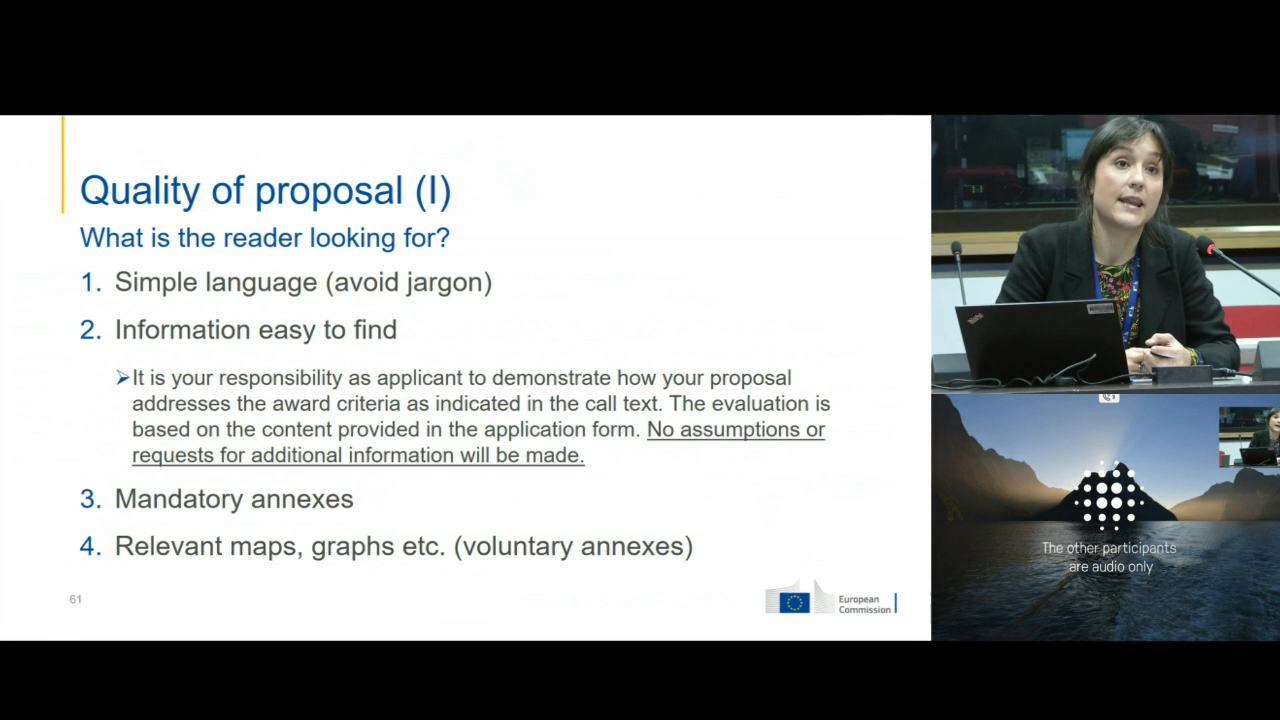 Quality of proposal (I)
What is the reader looking for?
1. Simple language (avoid jargon)
2. Information easy to find
➢It is your responsibility as applicant to demonstrate how your proposal
addresses the award criteria as indicated in the call text. The evaluation is
based on the content provided in the application form. No assumptions or
requests for additional information will be made.
3. Mandatory annexes
4. Relevant maps, graphs etc. (voluntary annexes)
61
European
Commission
The other participants
are audio only